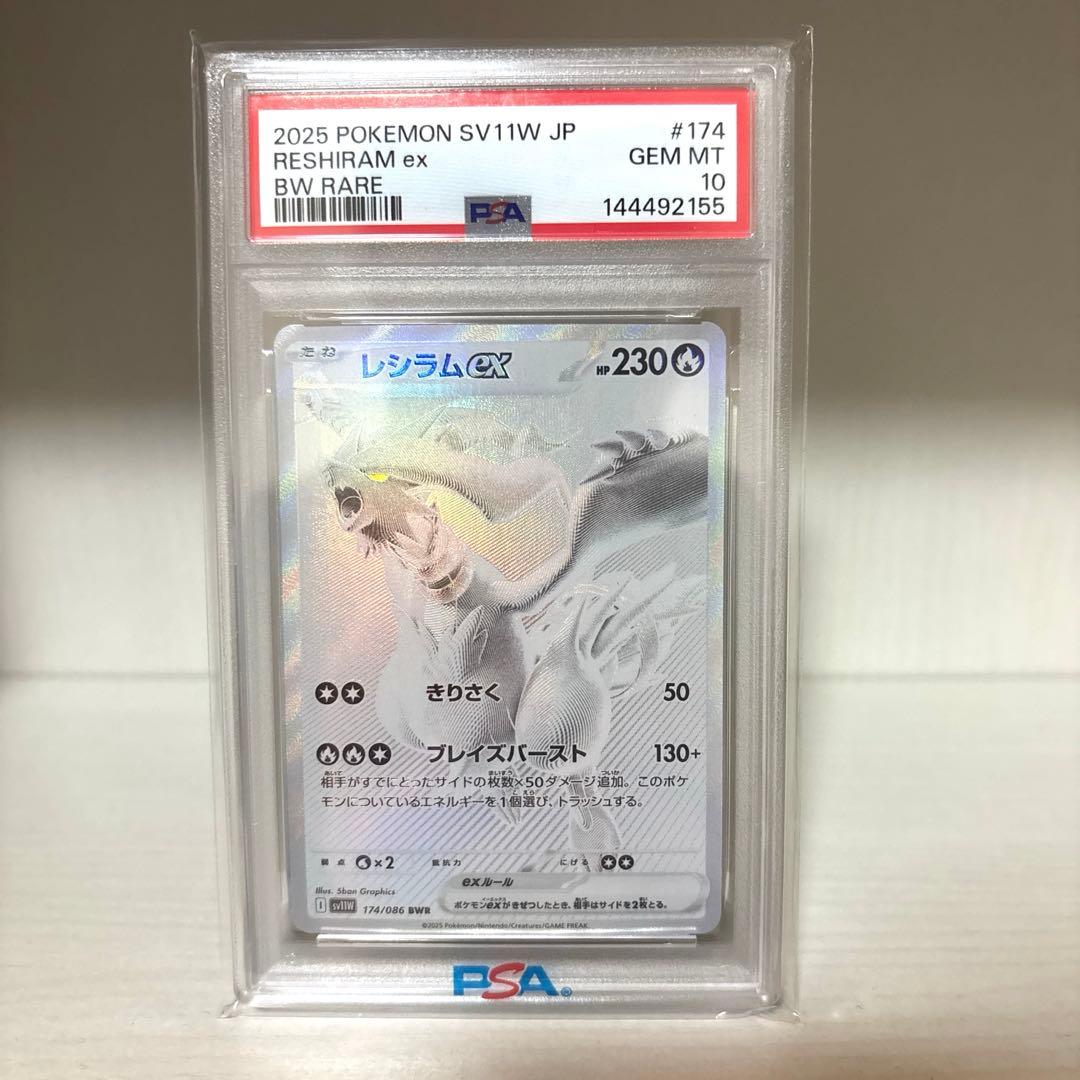 2025 POKEMON SV11W JP #174
RESHIRAM ex GEM MT
BW RARE 10
PSA 144492155
たね レシラムex HP230
きりさく 50
ブレイズバースト 130+
相手がすでにとったサイドの枚数×50ダメージ追加。このポケ
モンについているエネルギーを1個選び、トラッシュする。
弱点 ×2 抵抗力 にげる
exルール
ポケモンexがきぜつしたとき、相手はサイドを2枚とる。
Illus. 5ban Graphics
I sv11W 174/086 BWR
©2025 Pokémon/Nintendo/Creatures/GAME FREAK.
PSA®